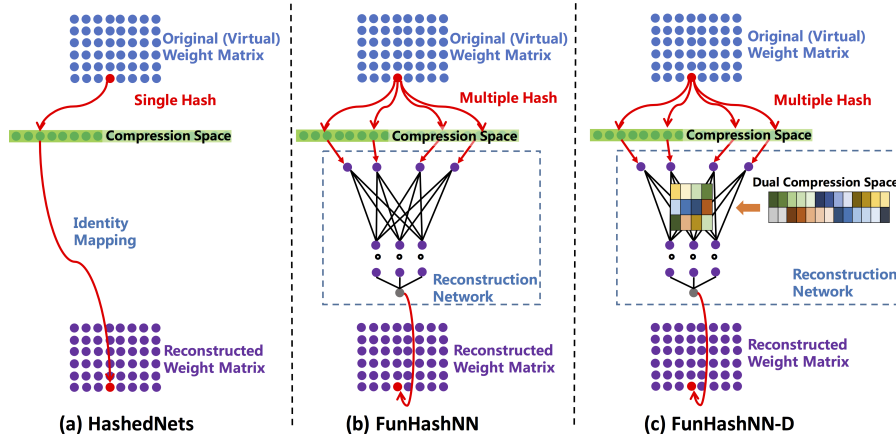 Original (Virtual)
Weight Matrix
Single Hash
Compression Space
Identity
Mapping
Reconstructed
Weight Matrix
(a) HashedNets
Original (Virtual)
Weight Matrix
Multiple Hash
Compression Space
Reconstruction
Network
Reconstructed
Weight Matrix
(b) FunHashNN
Original (Virtual)
Weight Matrix
Multiple Hash
Compression Space
Dual Compression Space
Reconstruction
Network
Reconstructed
Weight Matrix
(c) FunHashNN-D